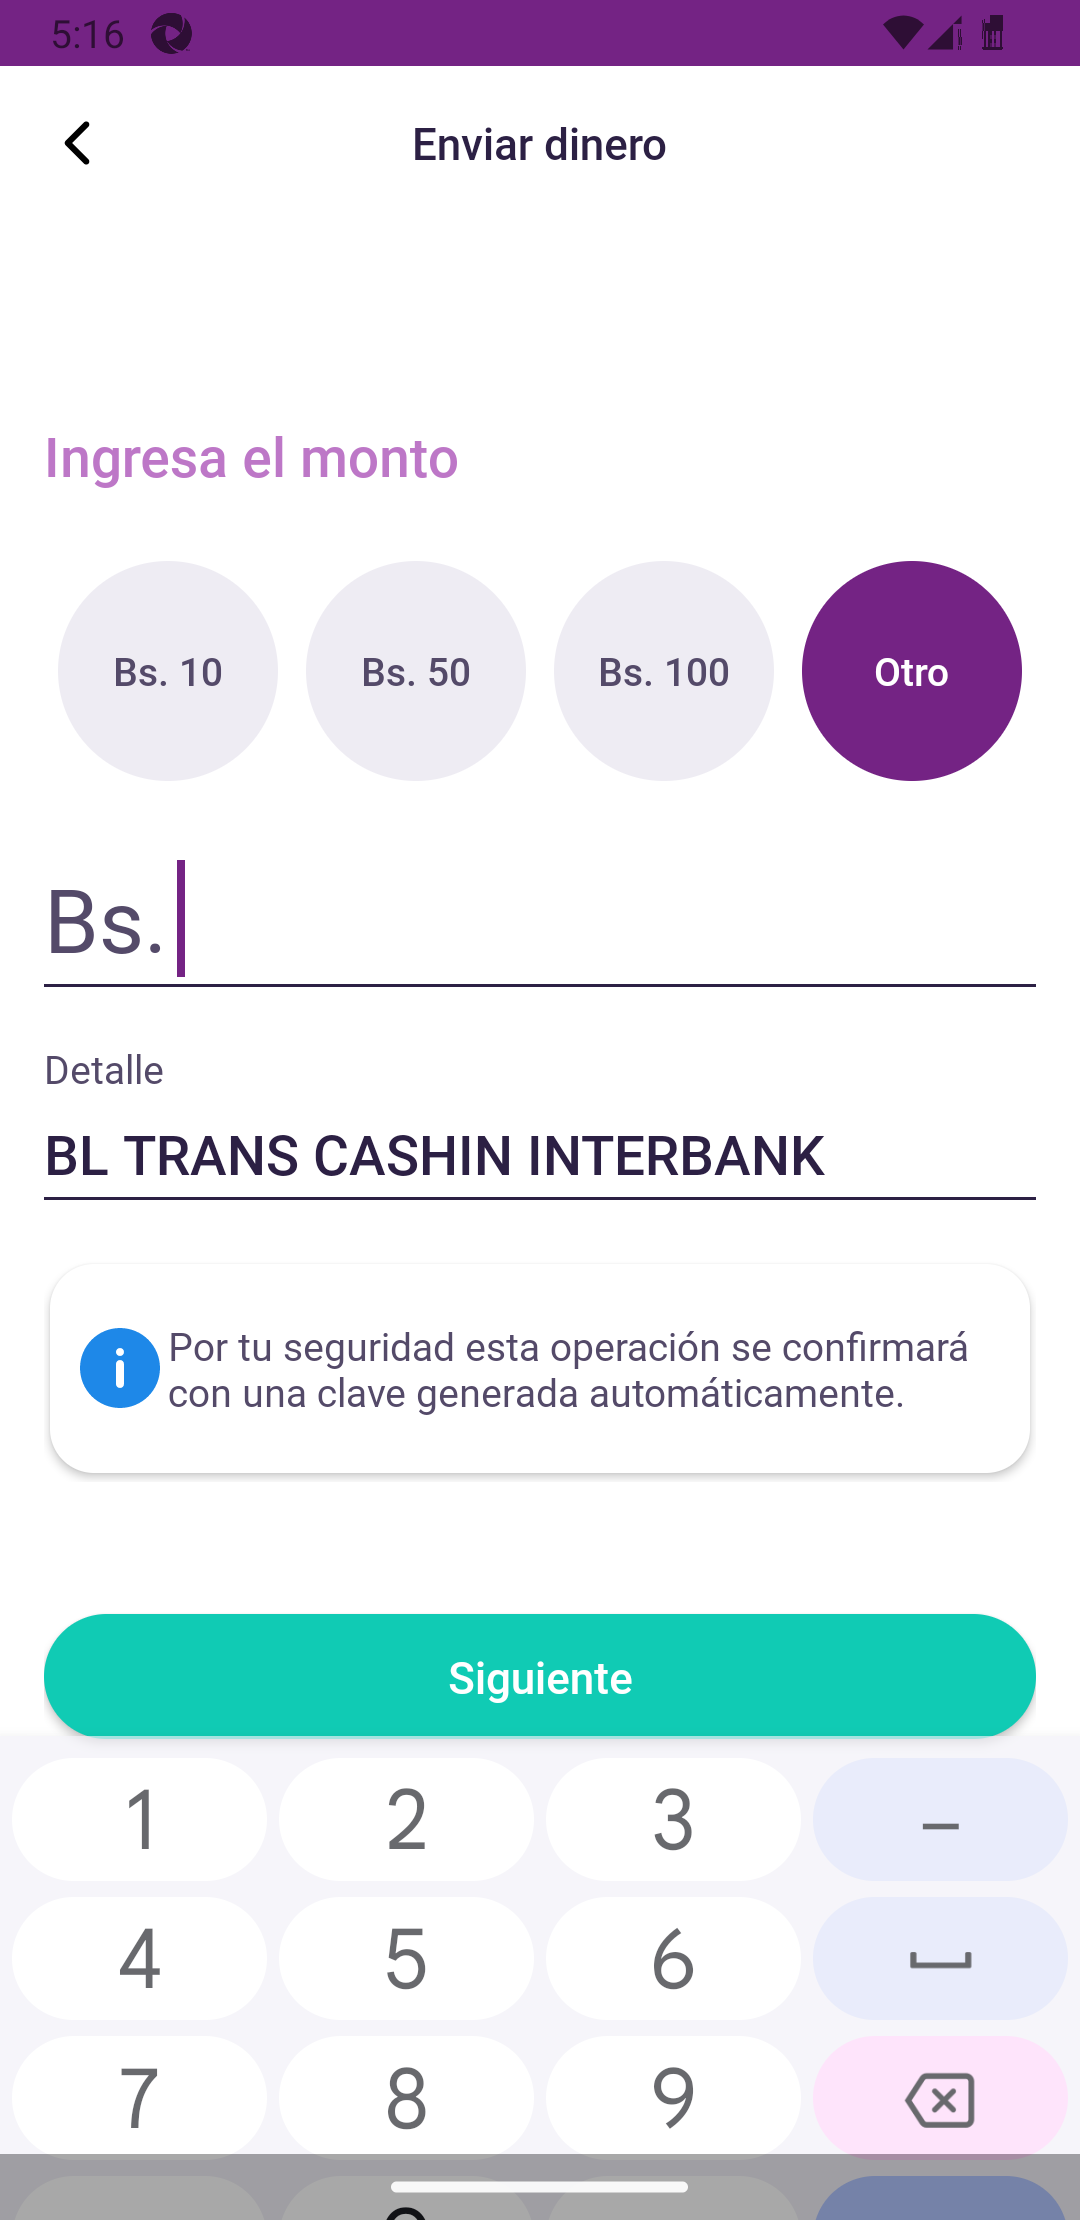 5:16
Enviar dinero
Ingresa el monto
Bs. 10
Bs. 50
Bs. 100
Otro
Bs.
Detalle
BL TRANS CASHIN INTERBANK
Por tu seguridad esta operación se confirmará
con una clave generada automáticamente.
Siguiente
1 2 3 –
4 5 6
7 8 9